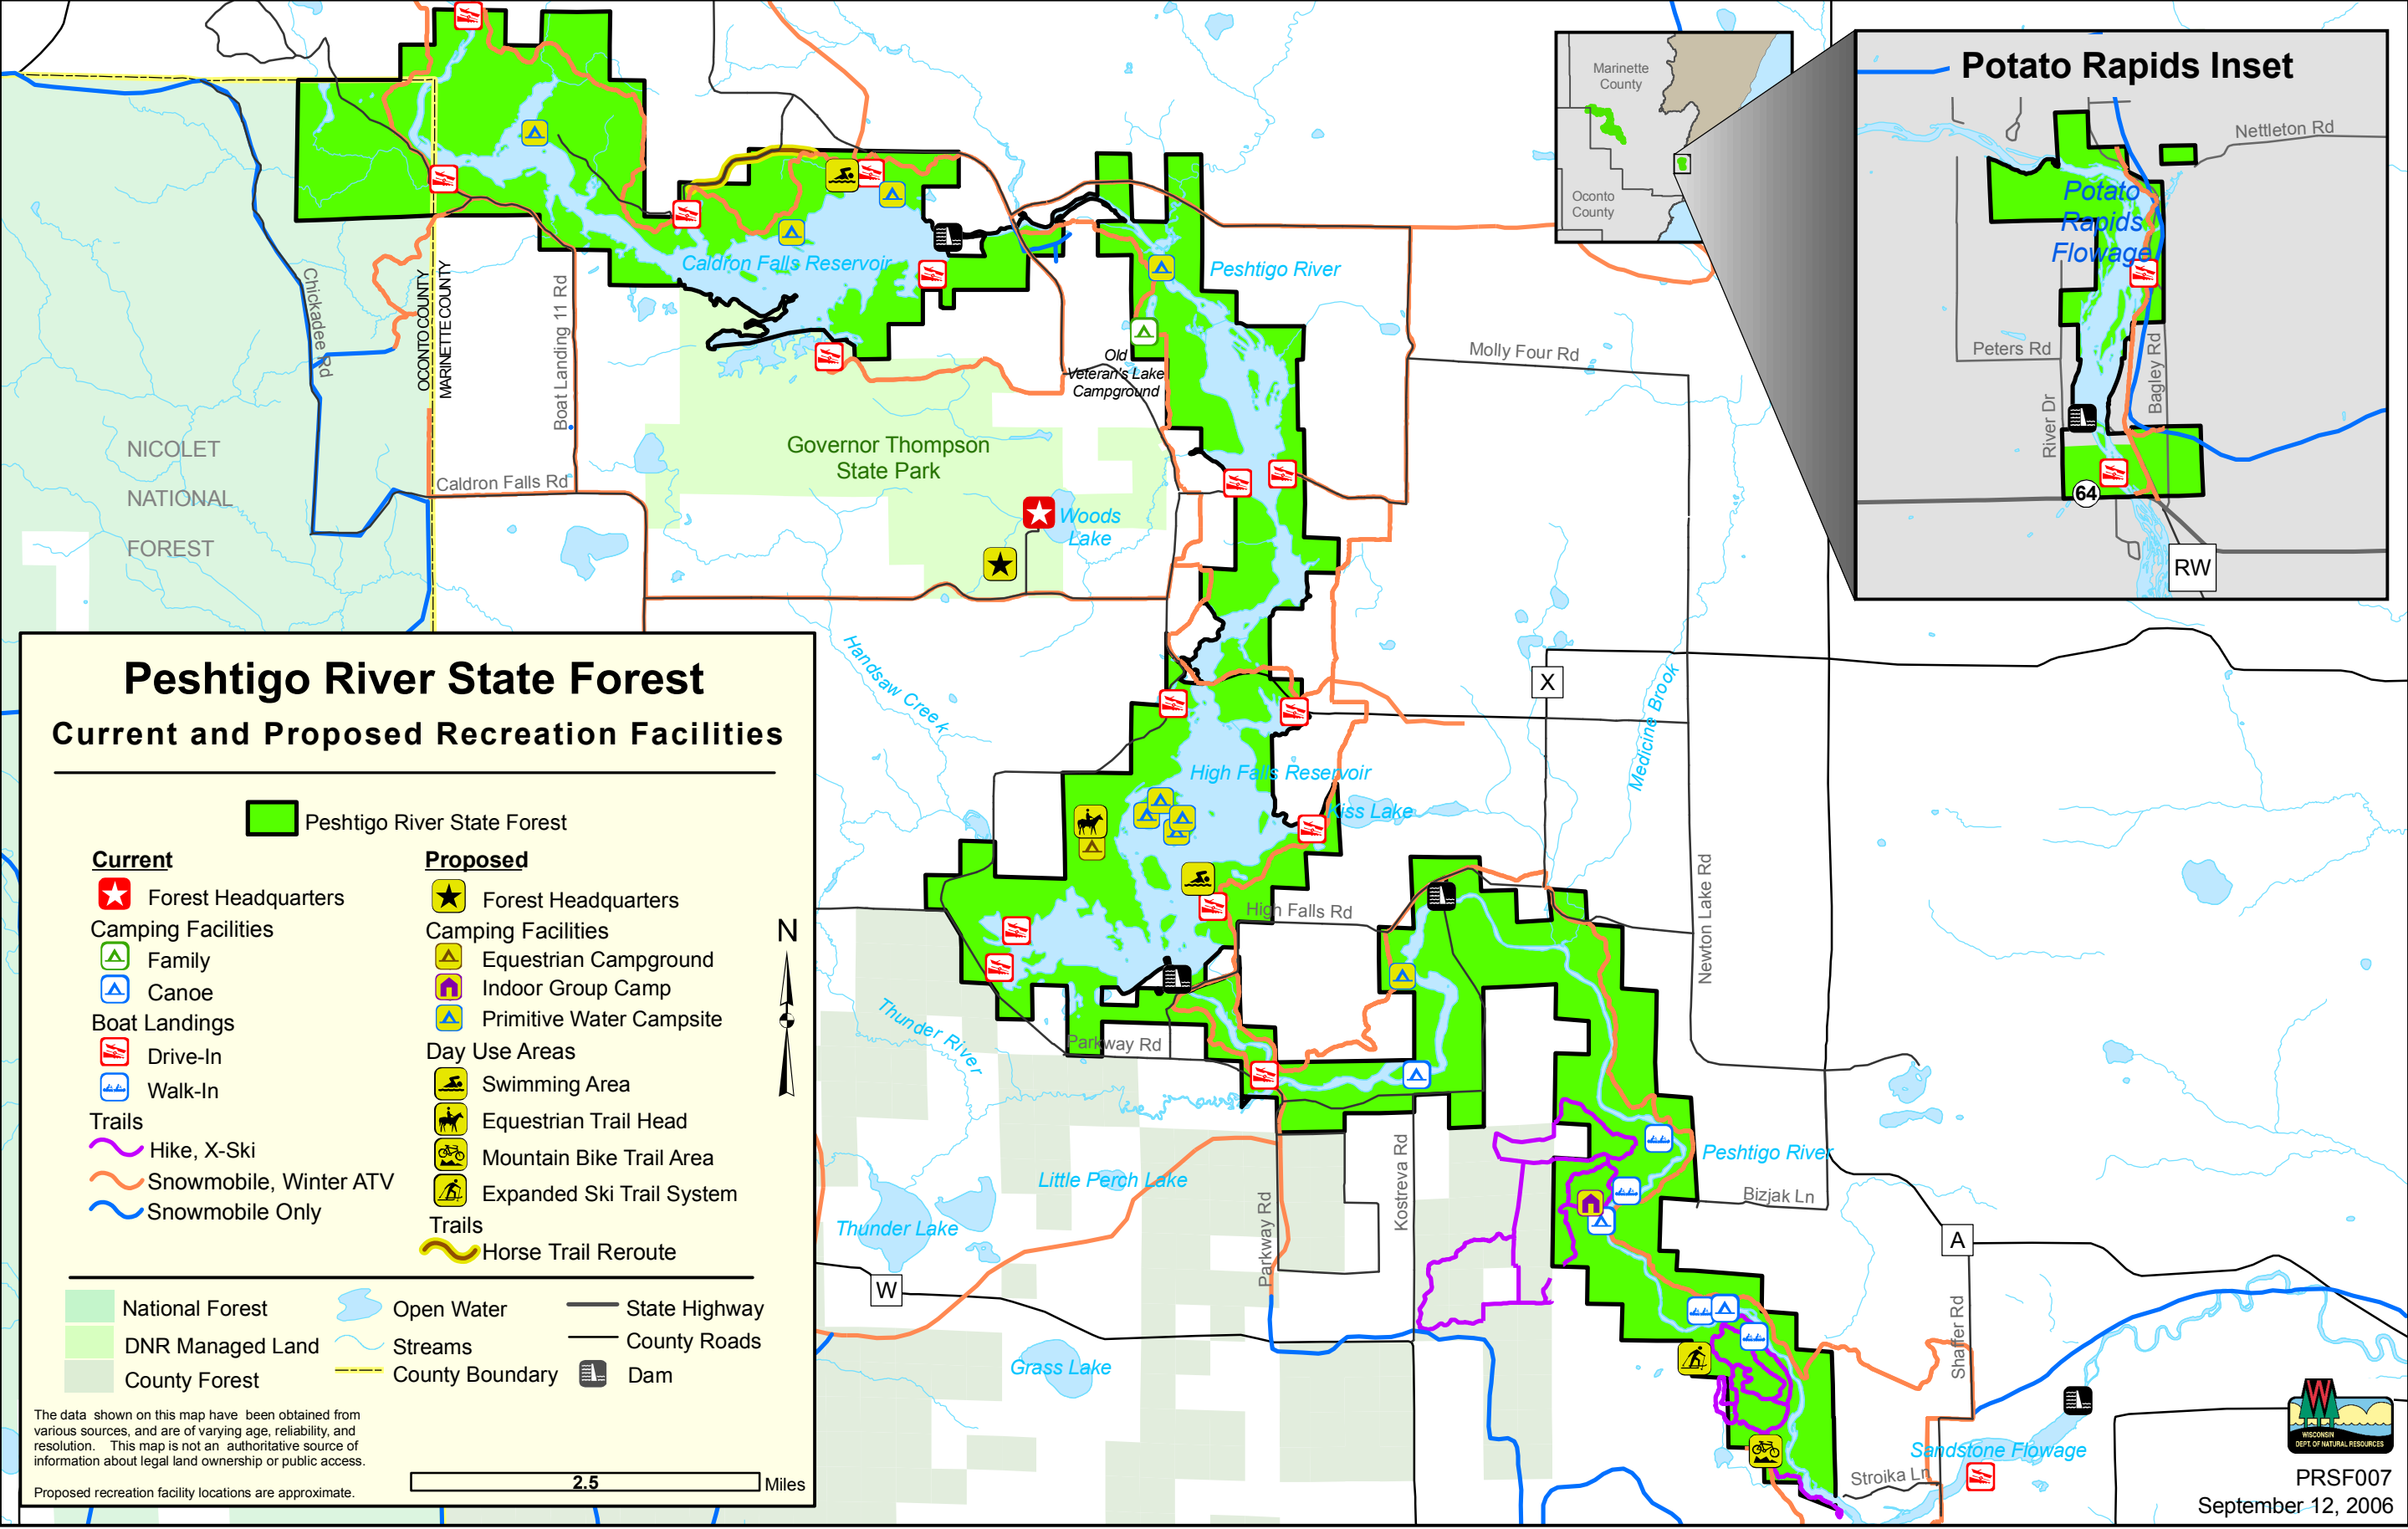 Potato Rapids Inset
Marinette
County
Oconto
County
Nettleton Rd
Potato
Rapids
Flowage
Peters Rd
Bagley Rd
River Dr
64
RW
Caldron Falls Reservoir
Peshtigo River
Chickadee Rd
OCONTO COUNTY
MARINETTE COUNTY
Boat Landing 11 Rd
Old
Veteran's Lake
Campground
Molly Four Rd
NICOLET
NATIONAL
FOREST
Governor Thompson
State Park
Caldron Falls Rd
Woods
Lake
Handsaw Creek
X
Medicine Brook
High Falls Reservoir
Kiss Lake
High Falls Rd
Newton Lake Rd
Thunder River
Parkway Rd
Peshtigo River
Bizjak Ln
Little Perch Lake
Thunder Lake
Parkway Rd
Kostreva Rd
A
W
Shaffer Rd
Grass Lake
Sandstone Flowage
Stroika Ln
Peshtigo River State Forest
Current and Proposed Recreation Facilities
Peshtigo River State Forest
Current
Forest Headquarters
Camping Facilities
Family
Canoe
Boat Landings
Drive-In
Walk-In
Trails
Hike, X-Ski
Snowmobile, Winter ATV
Snowmobile Only
Proposed
Forest Headquarters
Camping Facilities
Equestrian Campground
Indoor Group Camp
Primitive Water Campsite
Day Use Areas
Swimming Area
Equestrian Trail Head
Mountain Bike Trail Area
Expanded Ski Trail System
Trails
Horse Trail Reroute
N
National Forest
DNR Managed Land
County Forest
Open Water
Streams
County Boundary
State Highway
County Roads
Dam
The data shown on this map have been obtained from
various sources, and are of varying age, reliability, and
resolution. This map is not an authoritative source of
information about legal land ownership or public access.
Proposed recreation facility locations are approximate.
2.5 Miles
W
WISCONSIN
DEPT. OF NATURAL RESOURCES
PRSF007
September 12, 2006